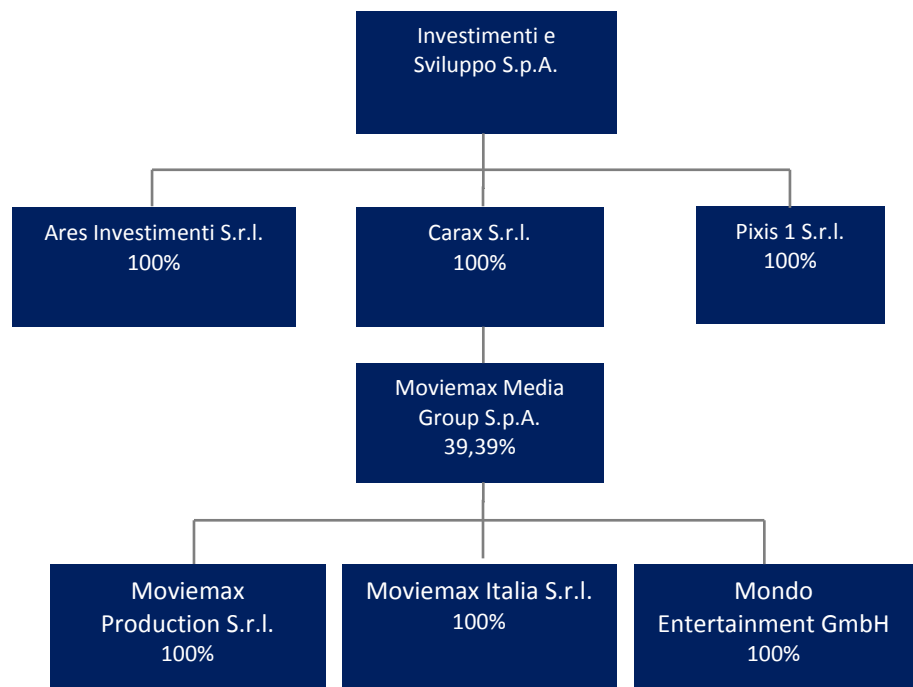 Investimenti e
Sviluppo S.p.A.
Ares Investimenti S.r.l.
100%
Carax S.r.l.
100%
Pixis 1 S.r.l.
100%
Moviemax Media
Group S.p.A.
39,39%
Moviemax
Production S.r.l.
100%
Moviemax Italia S.r.l.
100%
Mondo
Entertainment GmbH
100%